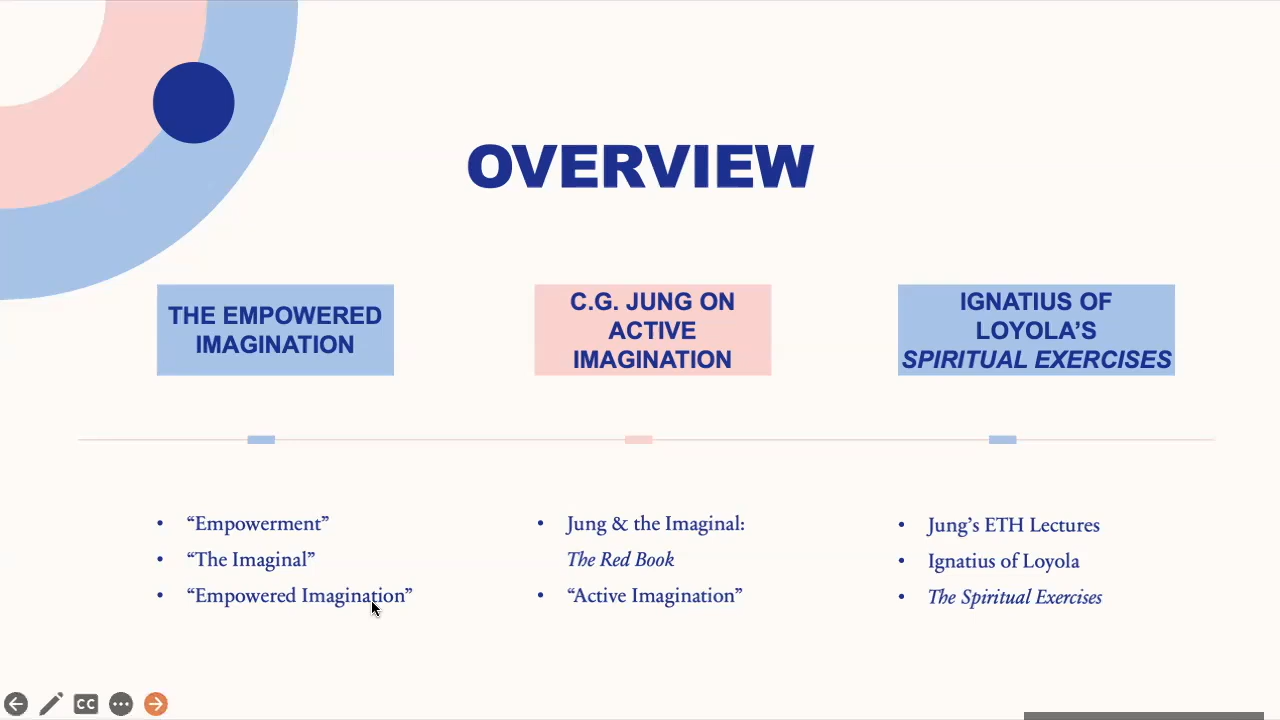 OVERVIEW
THE EMPOWERED
IMAGINATION
C.G. JUNG ON
ACTIVE
IMAGINATION
IGNATIUS OF
LOYOLA’S
SPIRITUAL EXERCISES
• “Empowerment”
• “The Imaginal”
• “Empowered Imagination”
• Jung & the Imaginal:
The Red Book
• “Active Imagination”
• Jung’s ETH Lectures
• Ignatius of Loyola
• The Spiritual Exercises
CC